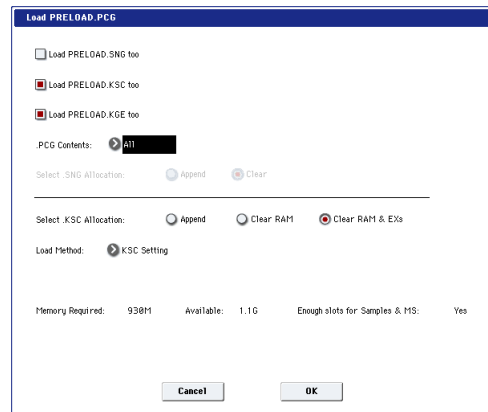 Load PRELOAD.PCG
Load PRELOAD.SNG too
Load PRELOAD.KSC too
Load PRELOAD.KGE too
.PCG Contents: All
Select .SNG Allocation: Append Clear
Select .KSC Allocation: Append Clear RAM Clear RAM & EXs
Load Method: KSC Setting
Memory Required: 930M Available: 1.1G Enough slots for Samples & MS: Yes
Cancel OK